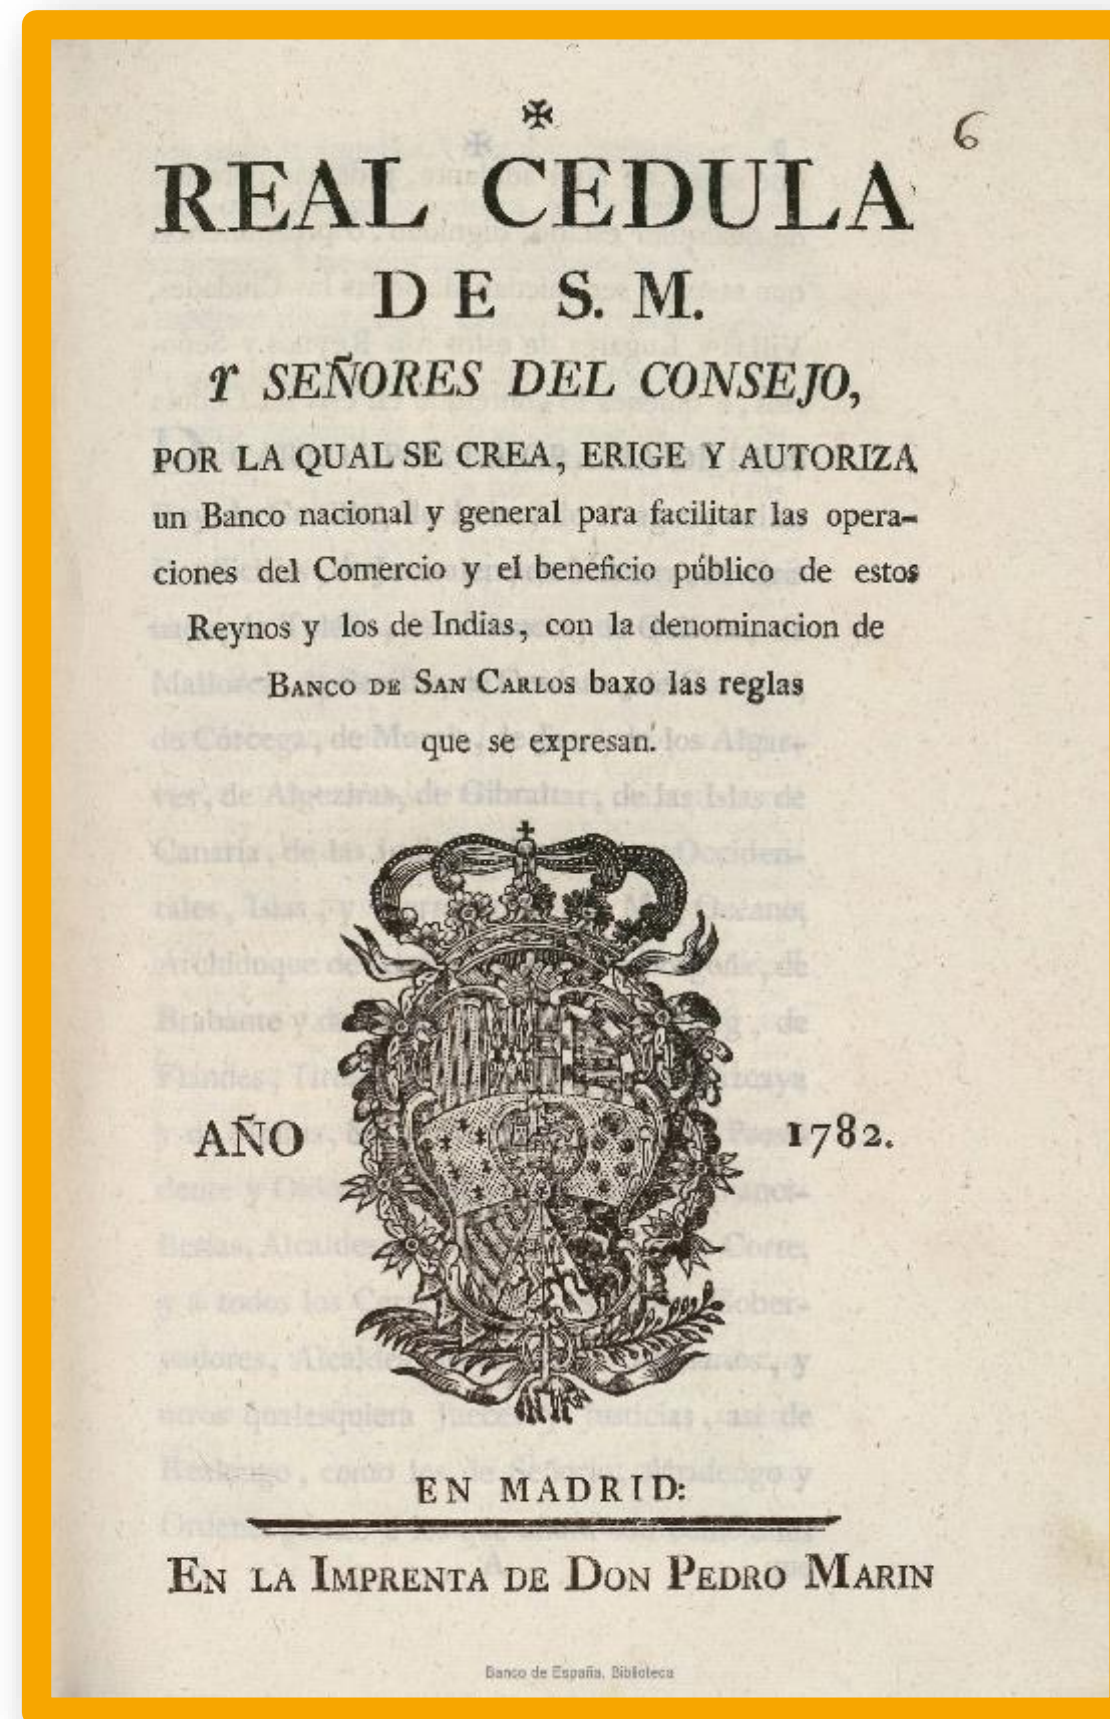 6
REAL CEDULA
DE S. M.
Y SEÑORES DEL CONSEJO,
POR LA QUAL SE CREA, ERIGE Y AUTORIZA
un Banco nacional y general para facilitar las opera-
ciones del Comercio y el beneficio público de estos
Reynos y los de Indias, con la denominacion de
BANCO DE SAN CARLOS baxo las reglas
que se expresan.
AÑO 1782.
EN MADRID:
EN LA IMPRENTA DE DON PEDRO MARIN
Banco de España. Biblioteca